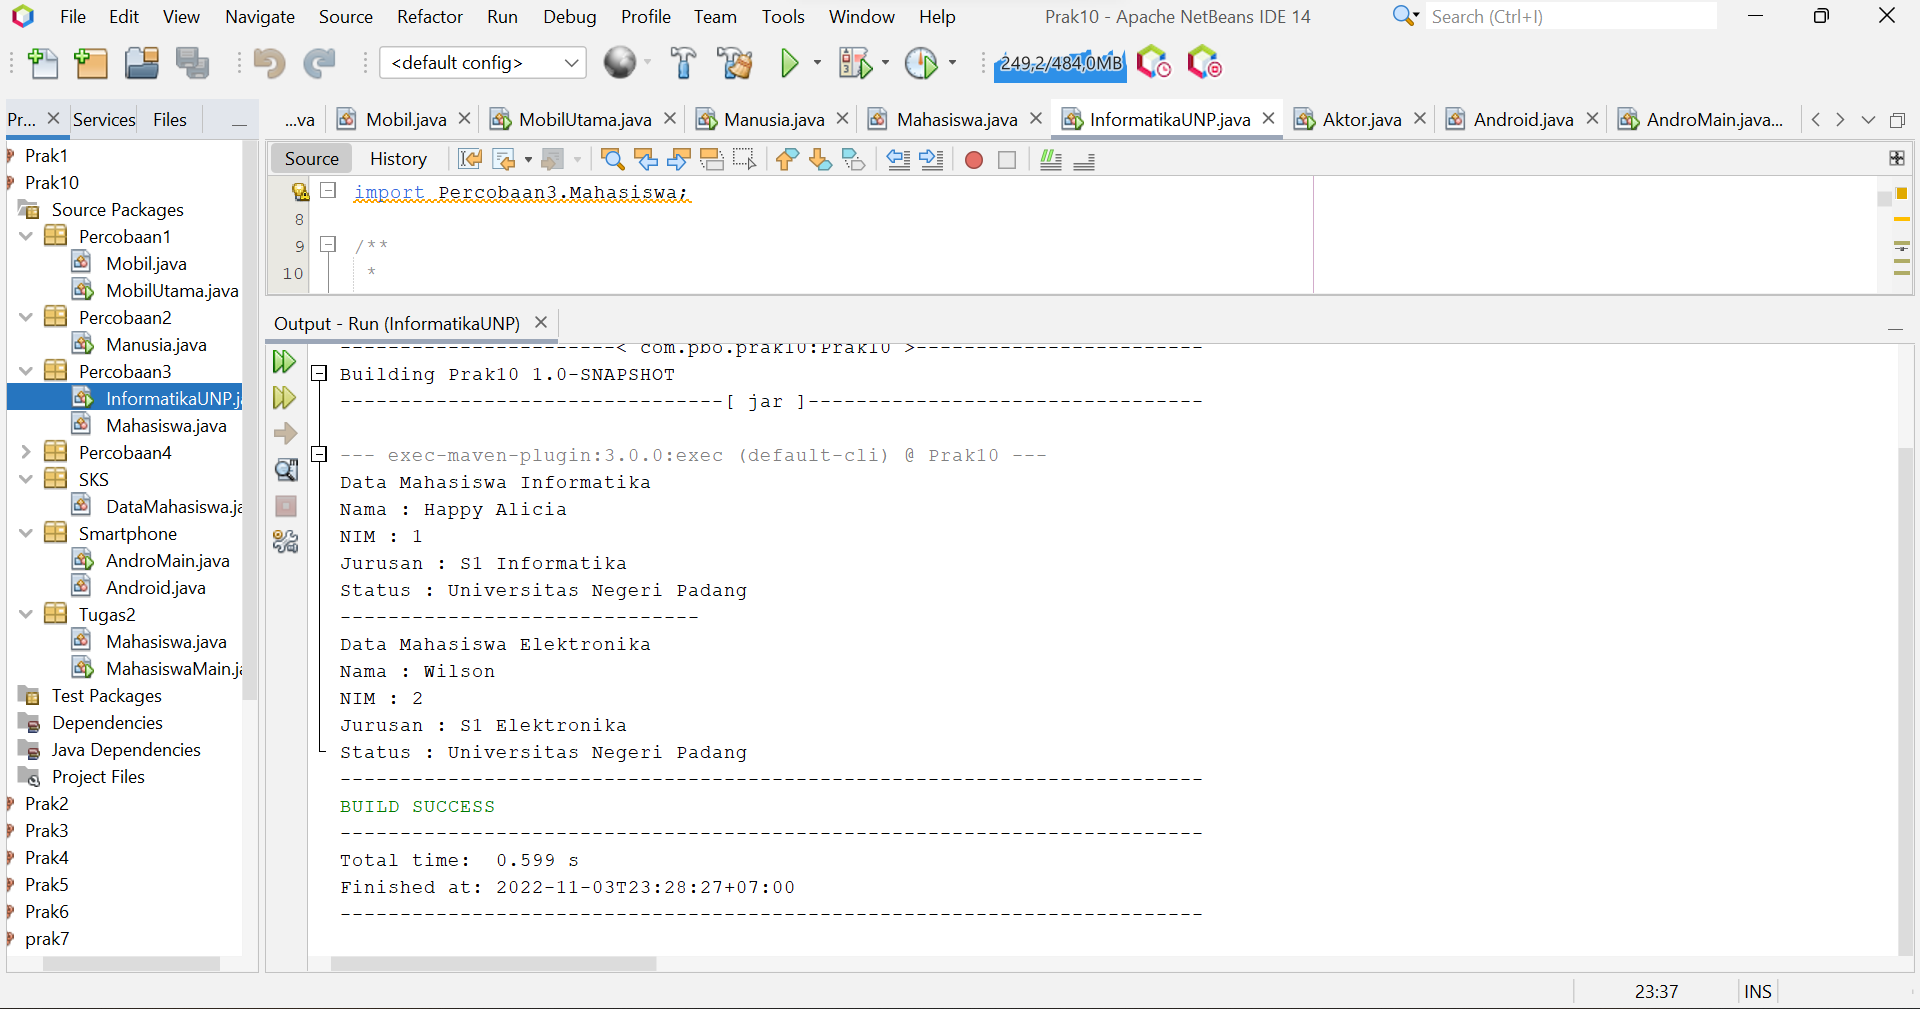 File Edit View Navigate Source Refactor Run Debug Profile Team Tools Window Help Prak10 - Apache NetBeans IDE 14 Search (Ctrl+I)
<default config> 249,2/484,0MB
Pr... Services Files ...va Mobil.java MobilUtama.java Manusia.java Mahasiswa.java InformatikaUNP.java Aktor.java Android.java AndroMain.java...
Source History
Prak1
Prak10
Source Packages
Percobaan1
Mobil.java
MobilUtama.java
Percobaan2
Manusia.java
Percobaan3
InformatikaUNP.ja
Mahasiswa.java
Percobaan4
SKS
DataMahasiswa.ja
Smartphone
AndroMain.java
Android.java
Tugas2
Mahasiswa.java
MahasiswaMain.ja
Test Packages
Dependencies
Java Dependencies
Project Files
Prak2
Prak3
Prak4
Prak5
Prak6
prak7
import Percobaan3.Mahasiswa;
8
9 /**
10 *
Output - Run (InformatikaUNP)
-----------------------< com.pbo.prak10:Prak10 >------------------------
Building Prak10 1.0-SNAPSHOT
--------------------------------[ jar ]---------------------------------
--- exec-maven-plugin:3.0.0:exec (default-cli) @ Prak10 ---
Data Mahasiswa Informatika
Nama : Happy Alicia
NIM : 1
Jurusan : S1 Informatika
Status : Universitas Negeri Padang
------------------------------
Data Mahasiswa Elektronika
Nama : Wilson
NIM : 2
Jurusan : S1 Elektronika
Status : Universitas Negeri Padang
------------------------------------------------------------------------
BUILD SUCCESS
------------------------------------------------------------------------
Total time:  0.599 s
Finished at: 2022-11-03T23:28:27+07:00
------------------------------------------------------------------------
23:37 INS